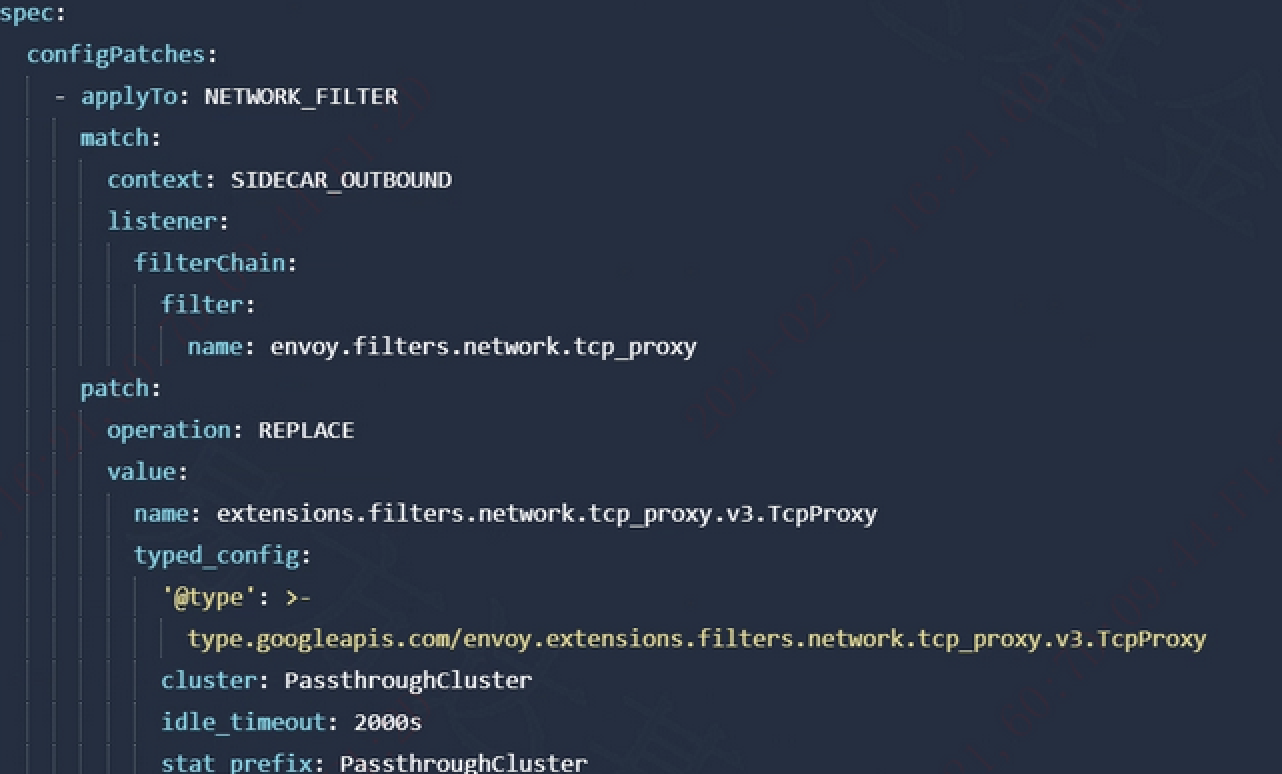 spec:
configPatches:
- applyTo: NETWORK_FILTER
match:
context: SIDECAR_OUTBOUND
listener:
filterChain:
filter:
name: envoy.filters.network.tcp_proxy
patch:
operation: REPLACE
value:
name: extensions.filters.network.tcp_proxy.v3.TcpProxy
typed_config:
'@type': >-
type.googleapis.com/envoy.extensions.filters.network.tcp_proxy.v3.TcpProxy
cluster: PassthroughCluster
idle_timeout: 2000s
stat_prefix: PassthroughCluster